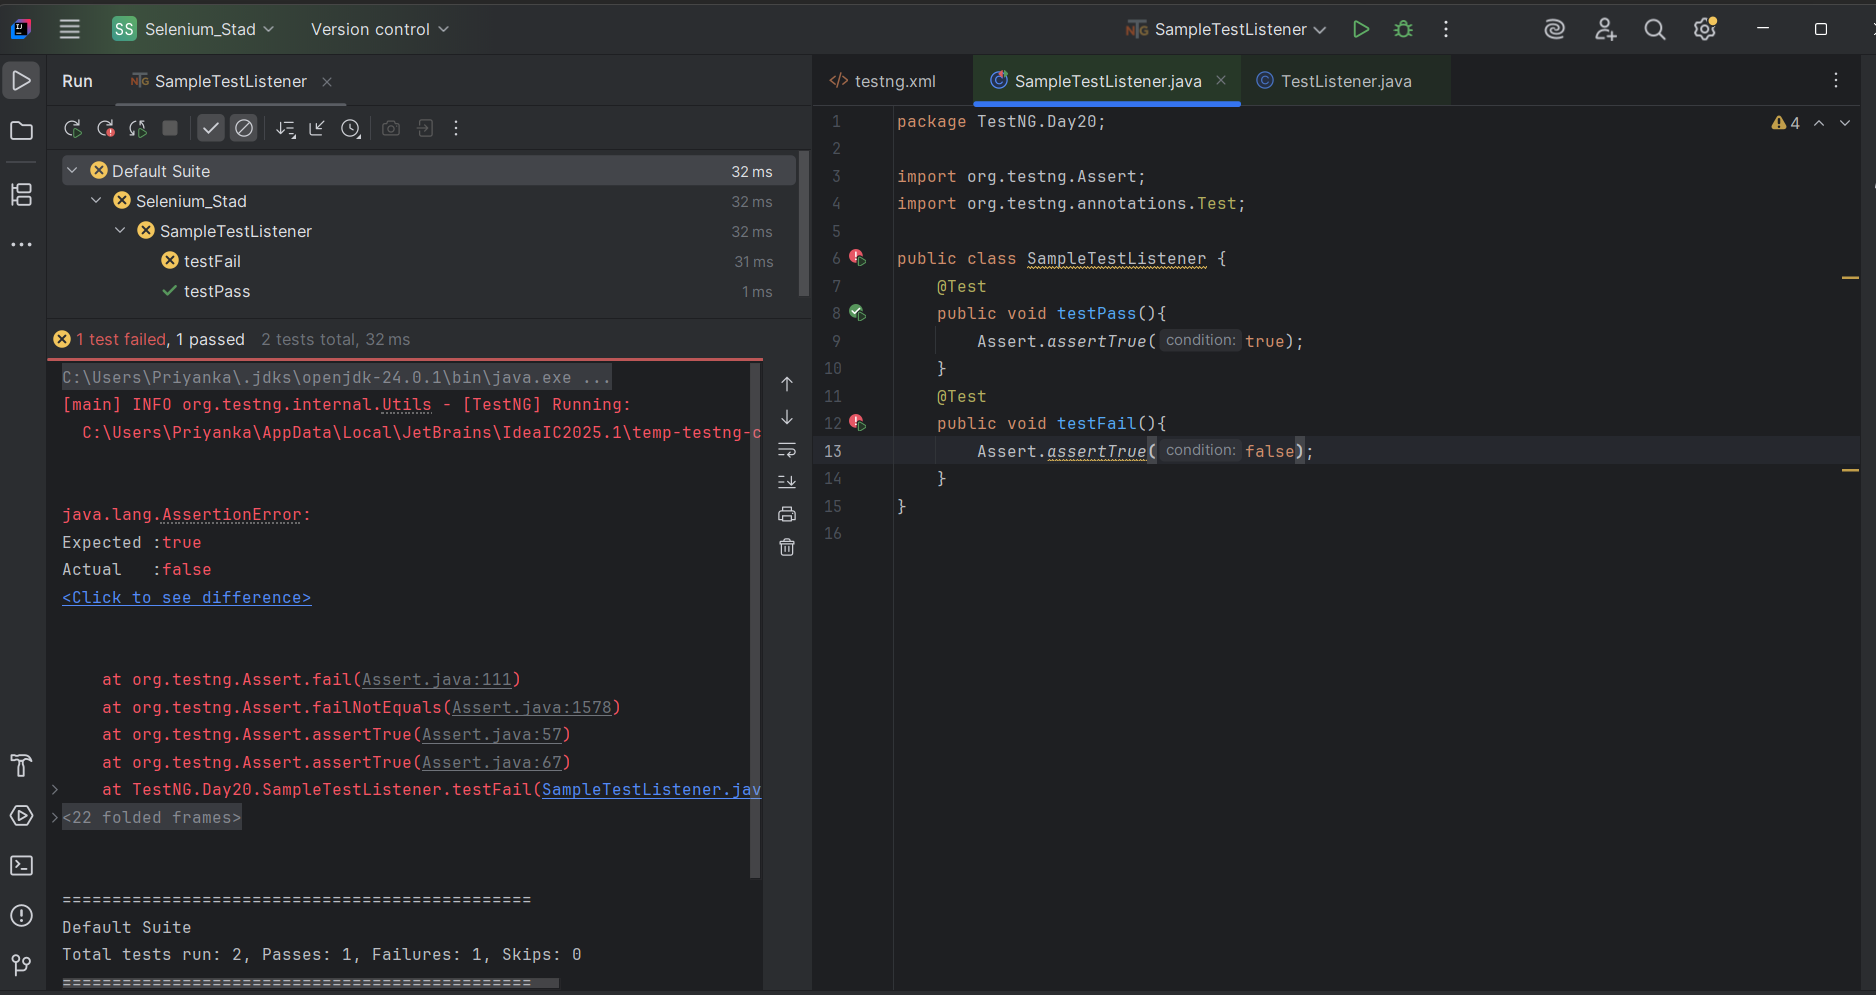 SS Selenium_Stad Version control SampleTestListener
Run SampleTestListener
Default Suite 32 ms
Selenium_Stad 32 ms
SampleTestListener 32 ms
testFail 31 ms
testPass 1 ms
1 test failed, 1 passed 2 tests total, 32 ms
C:\Users\Priyanka\.jdks\openjdk-24.0.1\bin\java.exe ...
[main] INFO org.testng.internal.Utils - [TestNG] Running:
C:\Users\Priyanka\AppData\Local\JetBrains\IdeaIC2025.1\temp-testng-c
java.lang.AssertionError:
Expected :true
Actual   :false
<Click to see difference>
at org.testng.Assert.fail(Assert.java:111)
at org.testng.Assert.failNotEquals(Assert.java:1578)
at org.testng.Assert.assertTrue(Assert.java:57)
at org.testng.Assert.assertTrue(Assert.java:67)
at TestNG.Day20.SampleTestListener.testFail(SampleTestListener.jav
<22 folded frames>
===============================================
Default Suite
Total tests run: 2, Passes: 1, Failures: 1, Skips: 0
===============================================
testng.xml SampleTestListener.java TestListener.java
4
1 package TestNG.Day20;
2
3 import org.testng.Assert;
4 import org.testng.annotations.Test;
5
6 public class SampleTestListener {
7 @Test
8 public void testPass(){
9 Assert.assertTrue( condition: true);
10 }
11 @Test
12 public void testFail(){
13 Assert.assertTrue( condition: false);
14 }
15 }
16